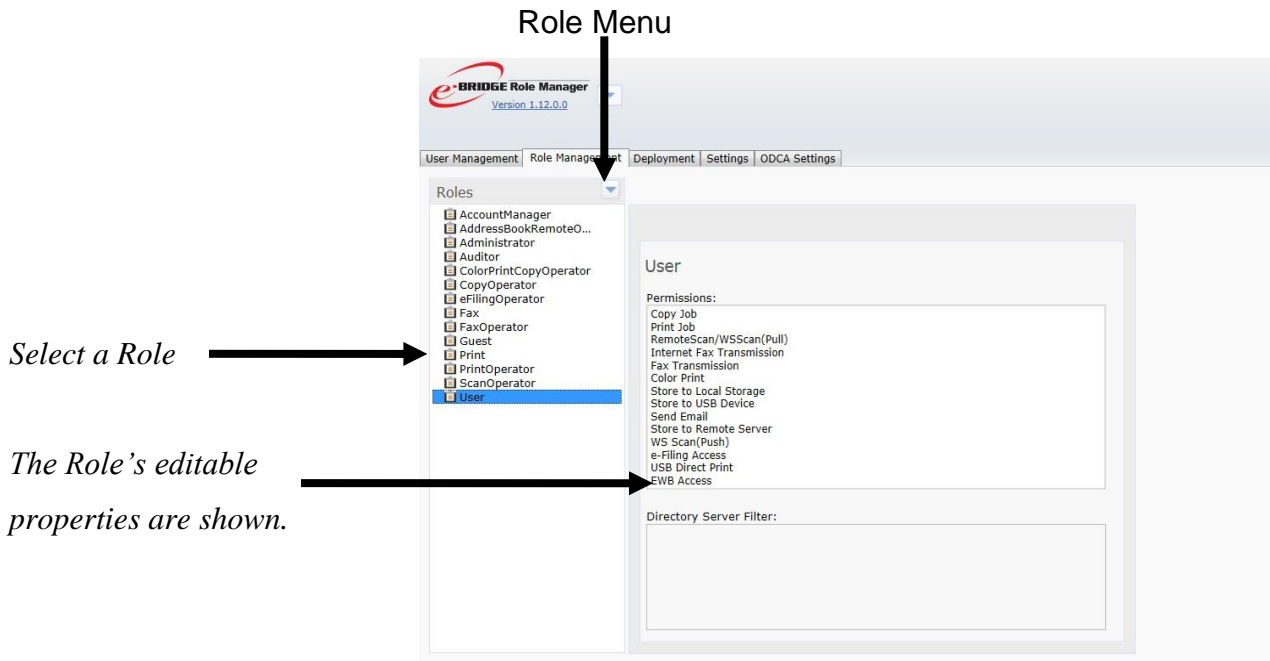 Role Menu
e-BRIDGE Role Manager
Version 1.12.0.0
User Management Role Management Deployment Settings ODCA Settings
Roles
AccountManager
AddressBookRemoteO...
Administrator
Auditor
ColorPrintCopyOperator
CopyOperator
eFilingOperator
Fax
FaxOperator
Guest
Print
PrintOperator
ScanOperator
User
Select a Role
The Role's editable
properties are shown.
User
Permissions:
Copy Job
Print Job
RemoteScan/WSScan(Pull)
Internet Fax Transmission
Fax Transmission
Color Print
Store to Local Storage
Store to USB Device
Send Email
Store to Remote Server
WS Scan(Push)
e-Filing Access
USB Direct Print
EWB Access
Directory Server Filter: